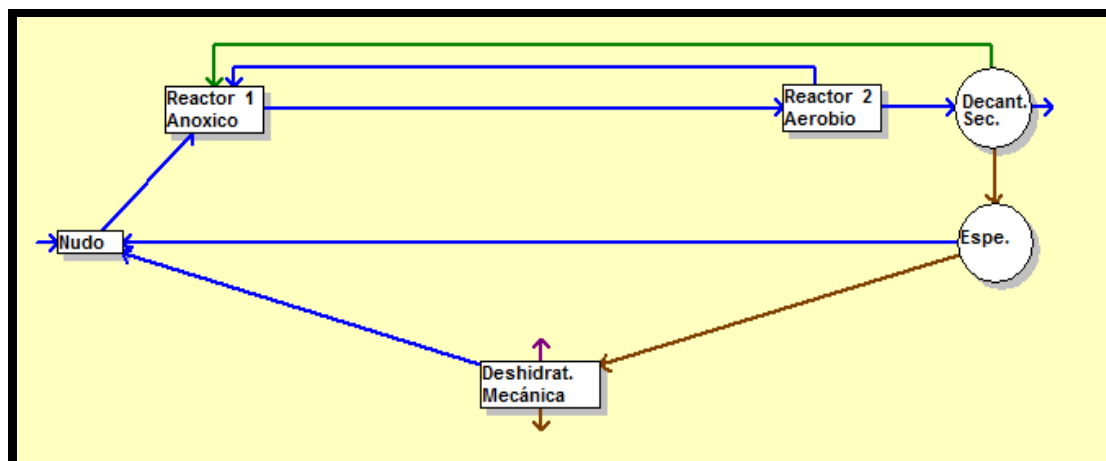 Reactor 1
Anoxico
Reactor 2
Aerobio
Decant.
Sec.
Nudo
Espe.
Deshidrat.
Mecánica